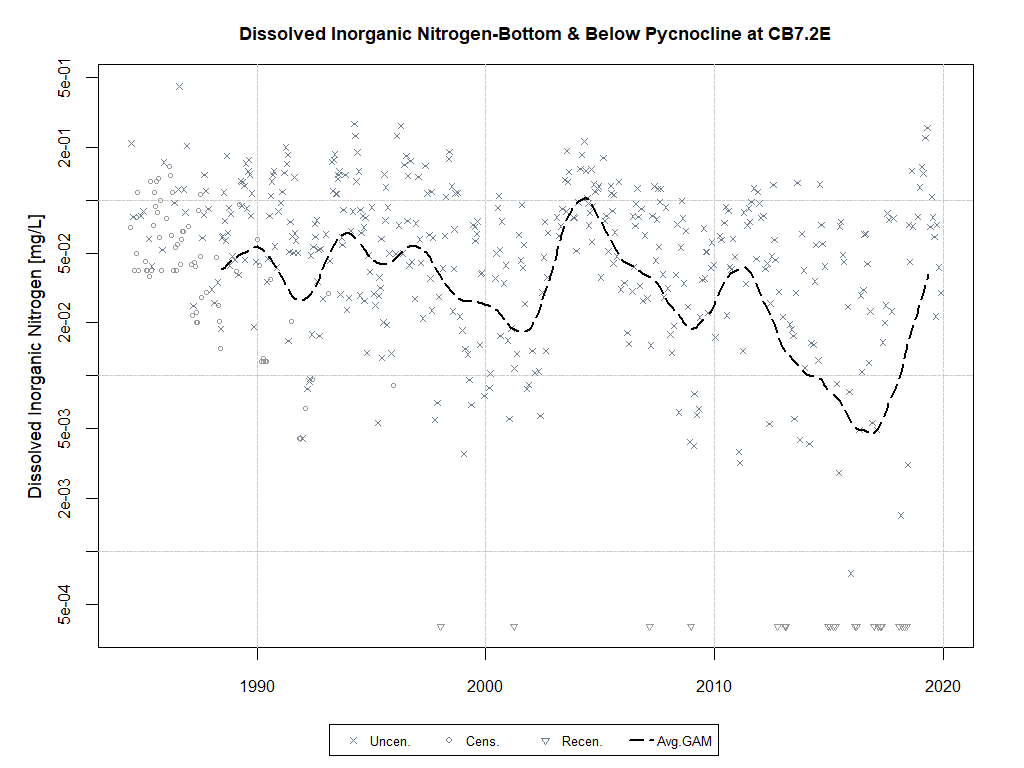 Dissolved Inorganic Nitrogen-Bottom & Below Pycnocline at CB7.2E
Dissolved Inorganic Nitrogen [mg/L]
5e-01
2e-01
5e-02
2e-02
5e-03
2e-03
5e-04
1990 2000 2010 2020
Uncen. Cens. Recen. Avg.GAM